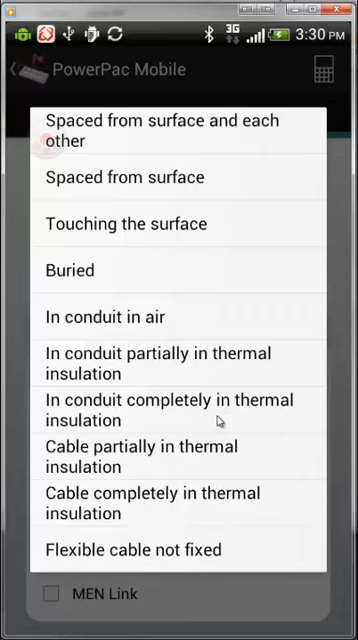 3G
3:30 PM
PowerPac Mobile
Spaced from surface and each
other
Spaced from surface
Touching the surface
Buried
In conduit in air
In conduit partially in thermal
insulation
In conduit completely in thermal
insulation
Cable partially in thermal
insulation
Cable completely in thermal
insulation
Flexible cable not fixed
MEN Link